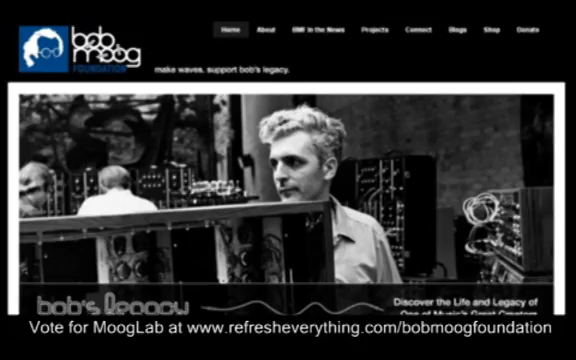 Home About BMF in the News Projects Connect Blogs Shop Donate
bob
moog
FOUNDATION
make waves. support bob's legacy.
bob's legacy
Discover the Life and Legacy of
One of Music's Great Creators
Vote for MoogLab at www.refresheverything.com/bobmoogfoundation